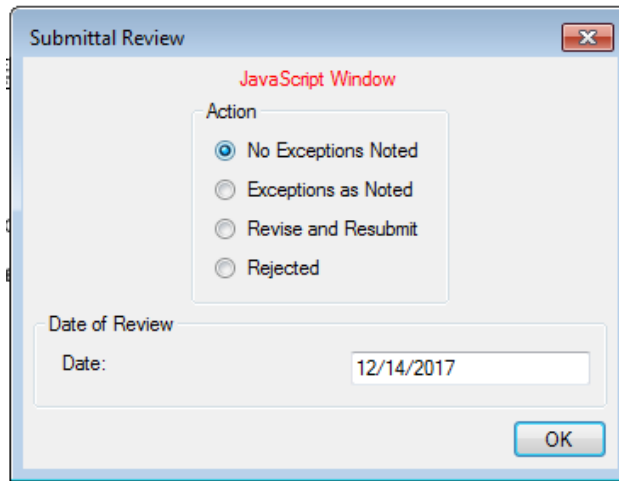 Submittal Review
JavaScript Window
Action
No Exceptions Noted
Exceptions as Noted
Revise and Resubmit
Rejected
Date of Review
Date: 12/14/2017
OK